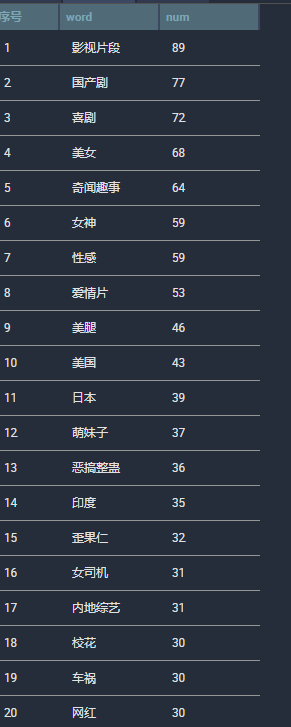 序号 word num
1 影视片段 89
2 国产剧 77
3 喜剧 72
4 美女 68
5 奇闻趣事 64
6 女神 59
7 性感 59
8 爱情片 53
9 美腿 46
10 美国 43
11 日本 39
12 萌妹子 37
13 恶搞整蛊 36
14 印度 35
15 歪果仁 32
16 女司机 31
17 内地综艺 31
18 校花 30
19 车祸 30
20 网红 30